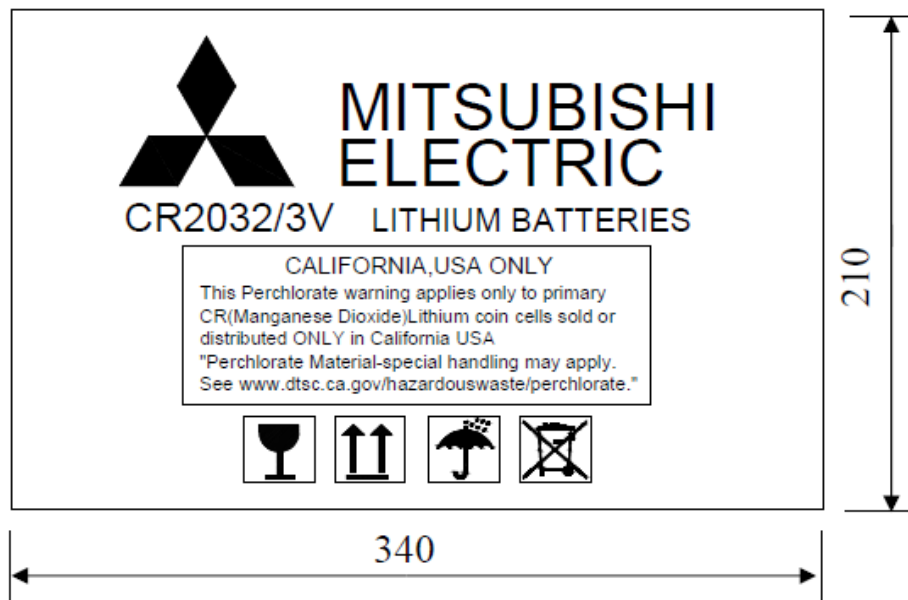 MITSUBISHI
ELECTRIC
CR2032/3V LITHIUM BATTERIES
CALIFORNIA,USA ONLY
This Perchlorate warning applies only to primary
CR(Manganese Dioxide)Lithium coin cells sold or
distributed ONLY in California USA
"Perchlorate Material-special handling may apply.
See www.dtsc.ca.gov/hazardouswaste/perchlorate."
210
340